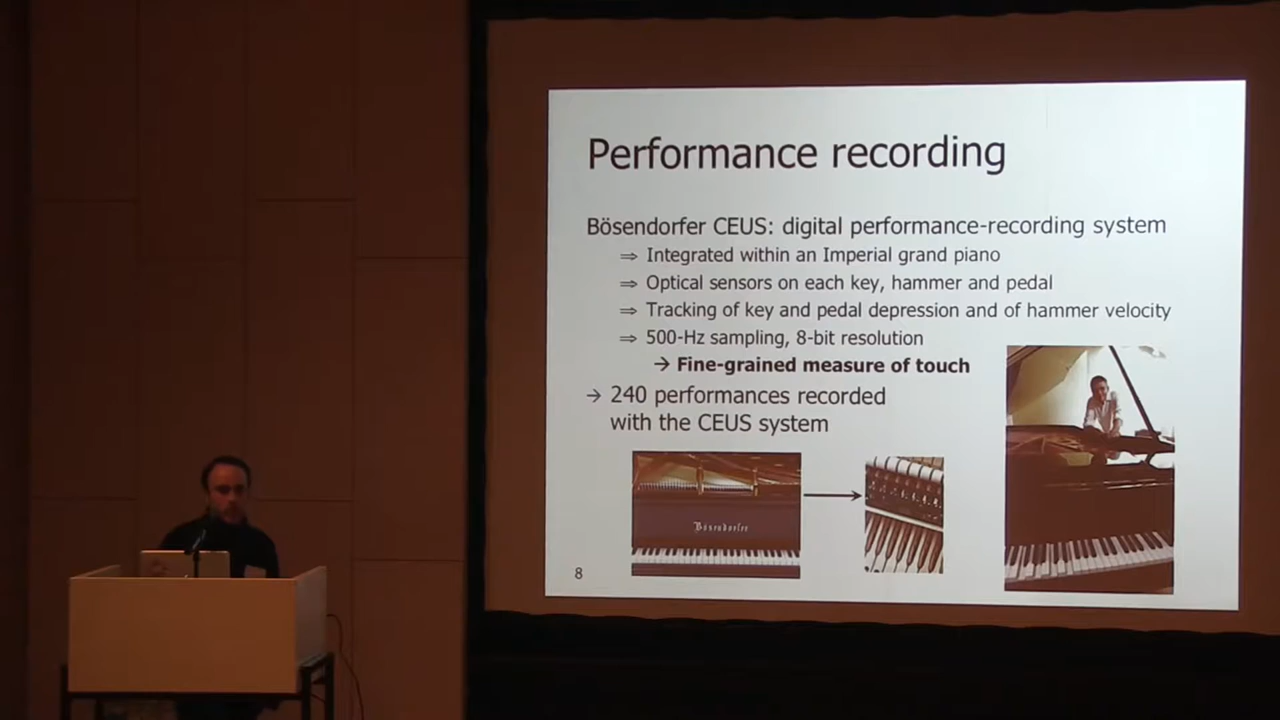 Performance recording
Bösendorfer CEUS: digital performance-recording system
⇒ Integrated within an Imperial grand piano
⇒ Optical sensors on each key, hammer and pedal
⇒ Tracking of key and pedal depression and of hammer velocity
⇒ 500-Hz sampling, 8-bit resolution
→ Fine-grained measure of touch
→ 240 performances recorded
with the CEUS system
Bösendorfer
8